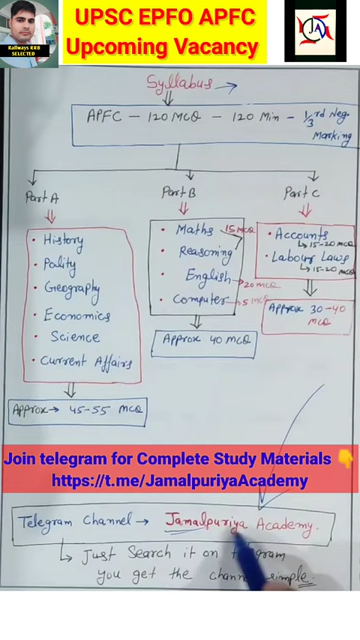 UPSC EPFO APFC
Upcoming Vacancy
Railways RRB
SELECTED
JA
Syllabus →
APFC - 120 MCQ - 120 Min - 1/3rd Neg.
Marking
Part A
Part B
Part C
• History
• Polity
• Geography
• Economics
• Science
• Current Affairs
Approx → 45-55 MCQ
• Maths 15 MCQ
• Reasoning
• English → 20 MCQ
• Computer → 5 MCQ
Approx 40 MCQ
• Accounts
↳ 15-20 MCQ
• Labour Laws
↳ 15-20 MCQ
Approx 30-40
MCQ
Join telegram for Complete Study Materials 👇
https://t.me/JamalpuriyaAcademy
Telegram Channel → Jamalpuriya Academy.
↳ Just Search it on telegram
You get the channel simple.